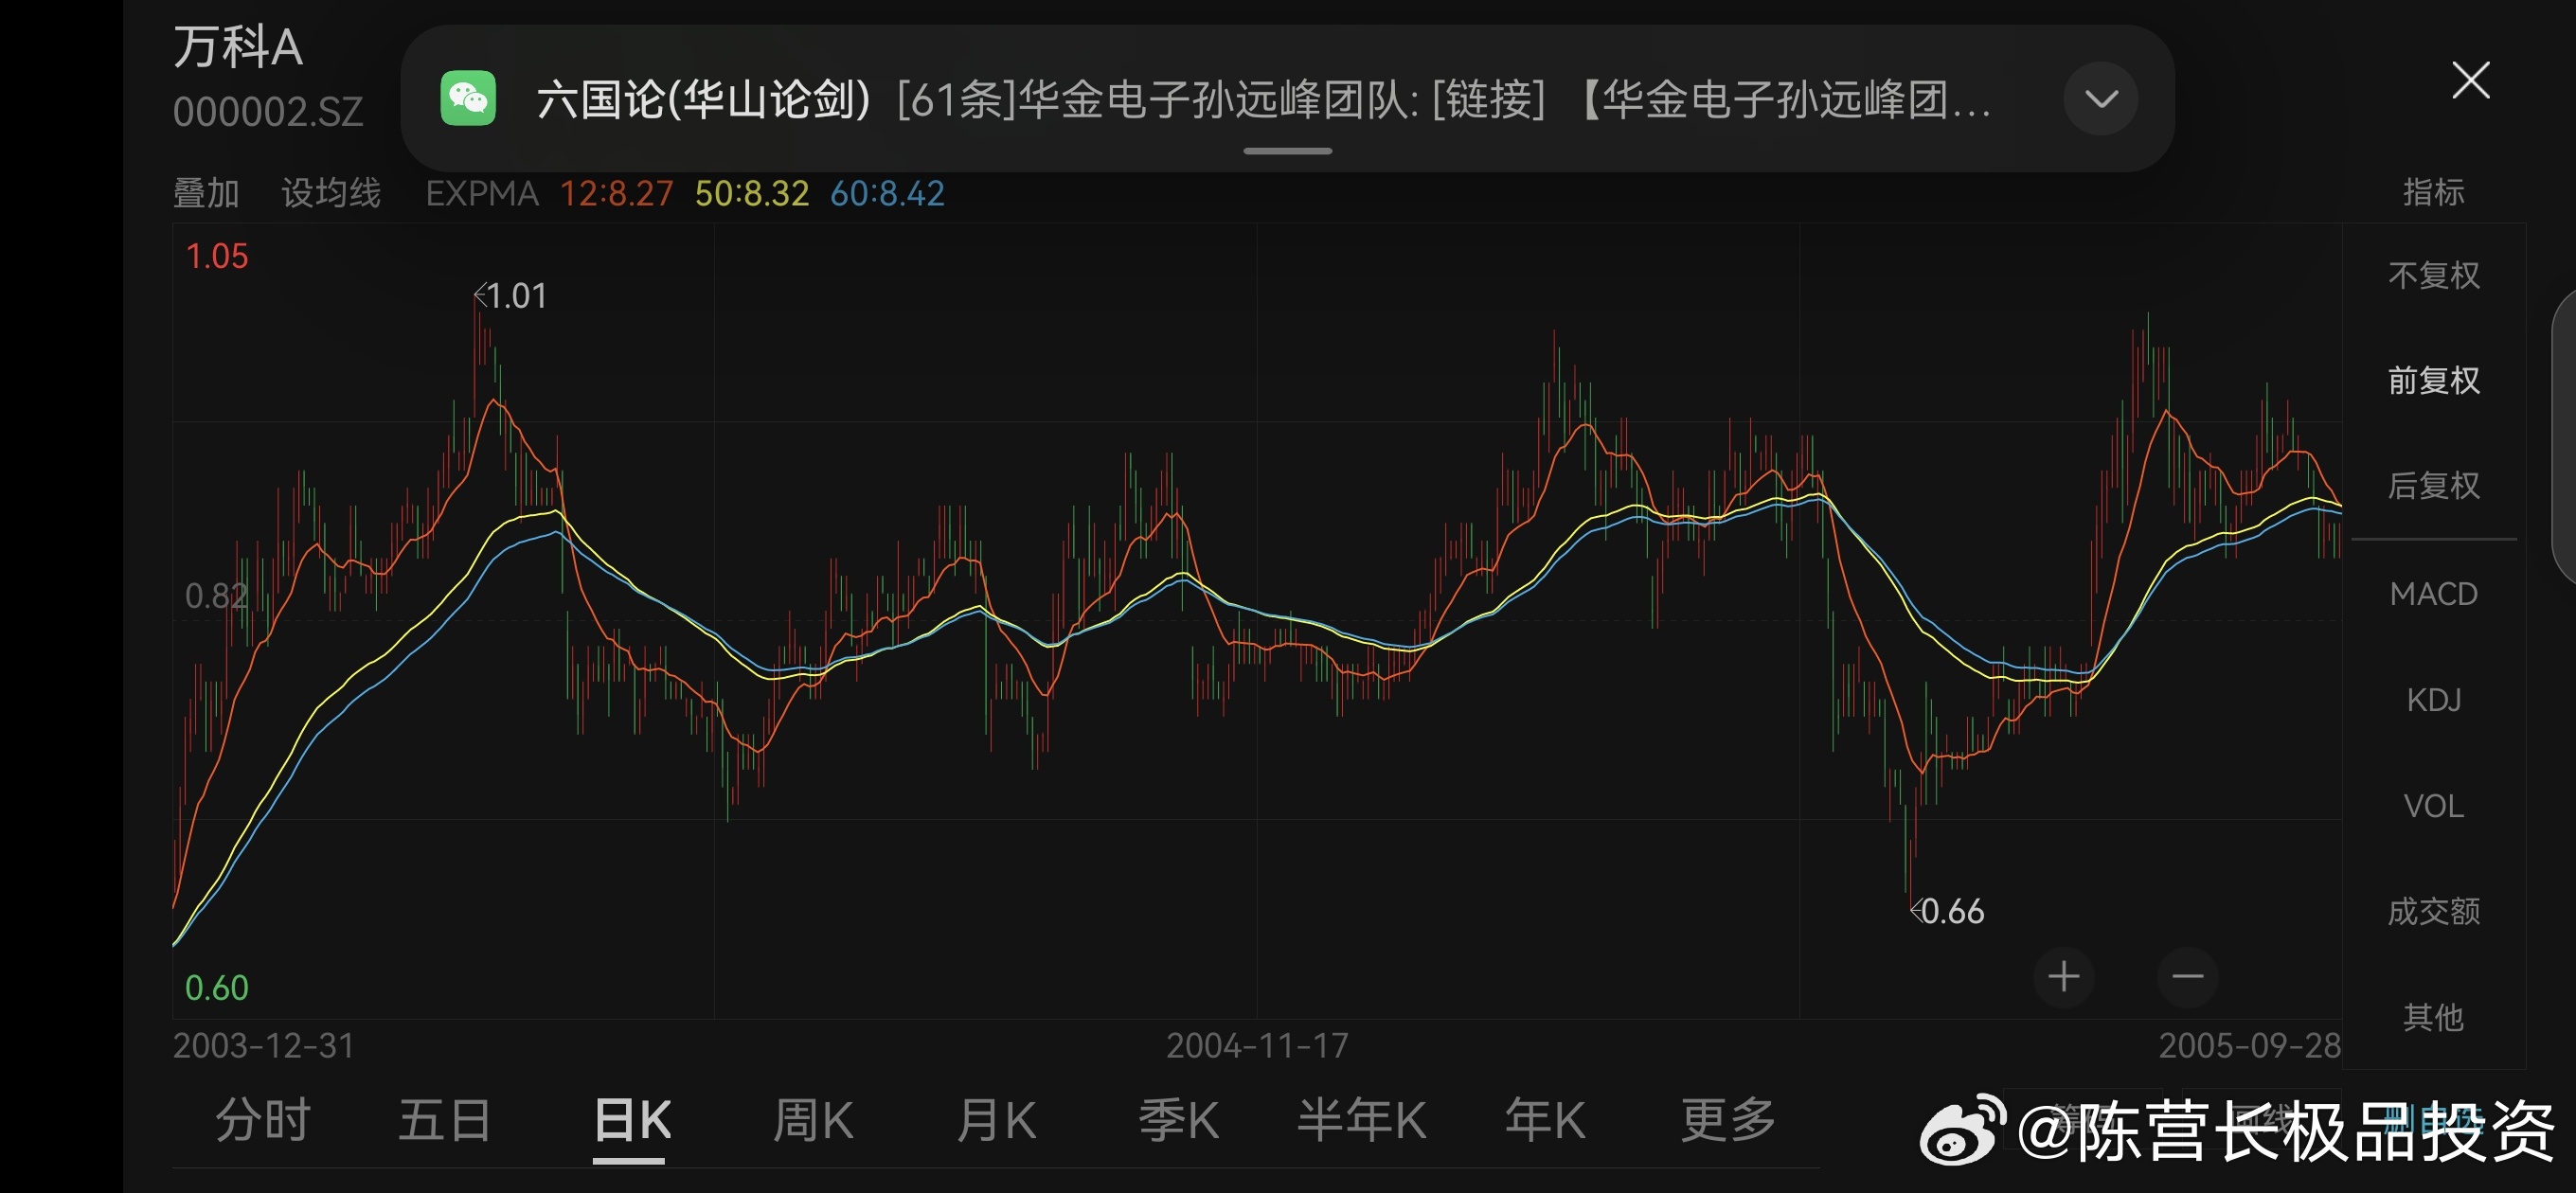 万科A
000002.SZ
六国论(华山论剑) [61条]华金电子孙远峰团队: [链接] 【华金电子孙远峰团…
叠加 设均线 EXPMA 12:8.27 50:8.32 60:8.42
指标
1.05
1.01
0.82
0.66
0.60
不复权
前复权
后复权
MACD
KDJ
VOL
成交额
其他
2003-12-31 2004-11-17 2005-09-28
分时 五日 日K 周K 月K 季K 半年K 年K 更多
删自选
@陈营长极品投资